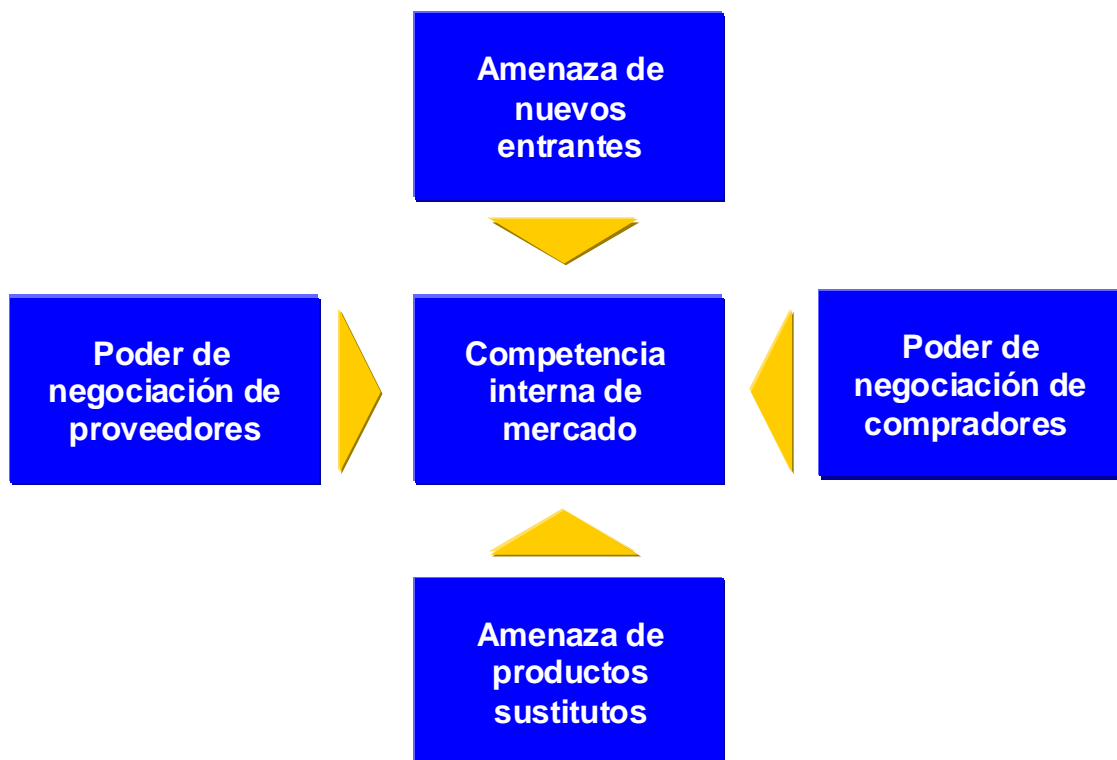 Amenaza de
nuevos
entrantes
Poder de
negociación de
proveedores
Competencia
interna de
mercado
Poder de
negociación de
compradores
Amenaza de
productos
sustitutos